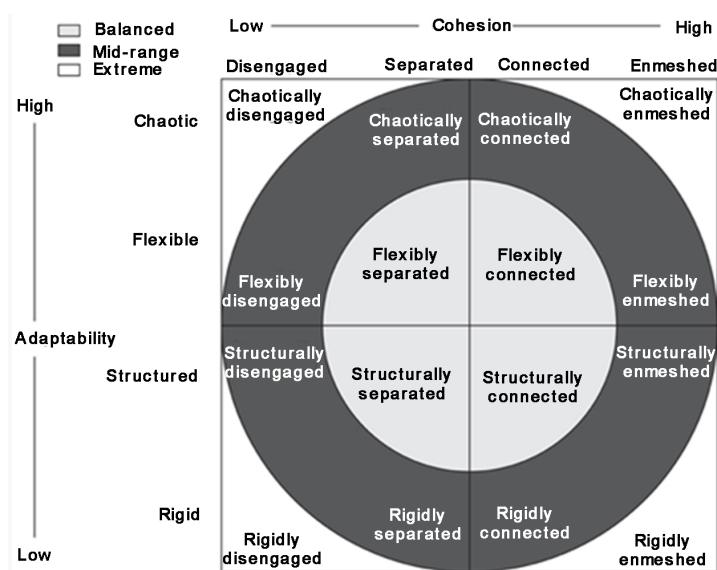 Balanced
Mid-range
Extreme
Low
Cohesion
High
Disengaged
Separated
Connected
Enmeshed
High
Adaptability
Low
Chaotic
Flexible
Structured
Rigid
Chaotically
disengaged
Chaotically
separated
Chaotically
connected
Chaotically
enmeshed
Flexibly
disengaged
Flexibly
separated
Flexibly
connected
Flexibly
enmeshed
Structurally
disengaged
Structurally
separated
Structurally
connected
Structurally
enmeshed
Rigidly
disengaged
Rigidly
separated
Rigidly
connected
Rigidly
enmeshed